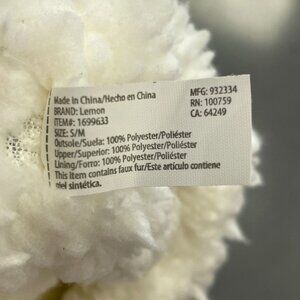 Made in China/Hecho en China
BRAND: Lemon
ITEM#: 1699633
SIZE: S/M
MFG: 932334
RN: 100759
CA: 64249
Outsole/Suela: 100% Polyester/Poliéster
Upper/Superior: 100% Polyester/Poliéster
Lining/Forro: 100% Polyester/Poliéster
This item contains faux fur/Este artículo contiene
piel sintética.